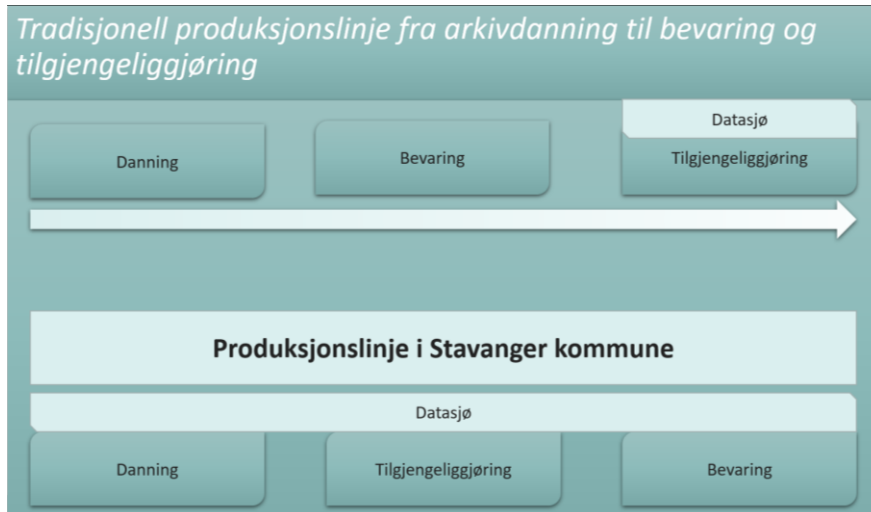 Tradisjonell produksjonslinje fra arkivdanning til bevaring og
tilgjengeliggjøring
Danning
Bevaring
Datasjø
Tilgjengeliggjøring
Produksjonslinje i Stavanger kommune
Datasjø
Danning
Tilgjengeliggjøring
Bevaring